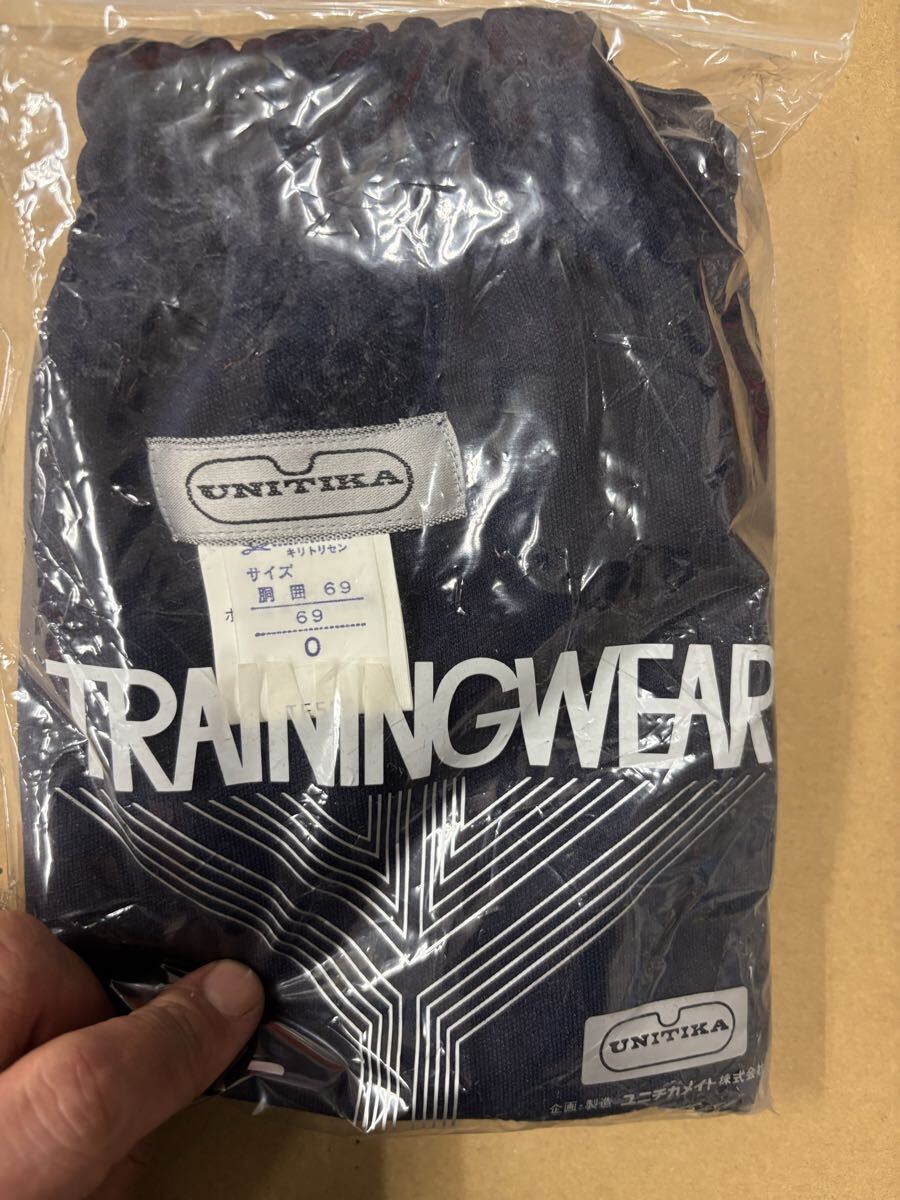 UNITIKA
キリトリセン
サイズ
胴囲 69
69
0
TRAININGWEAR
UNITIKA
企画・製造 ユニチカメイト株式会